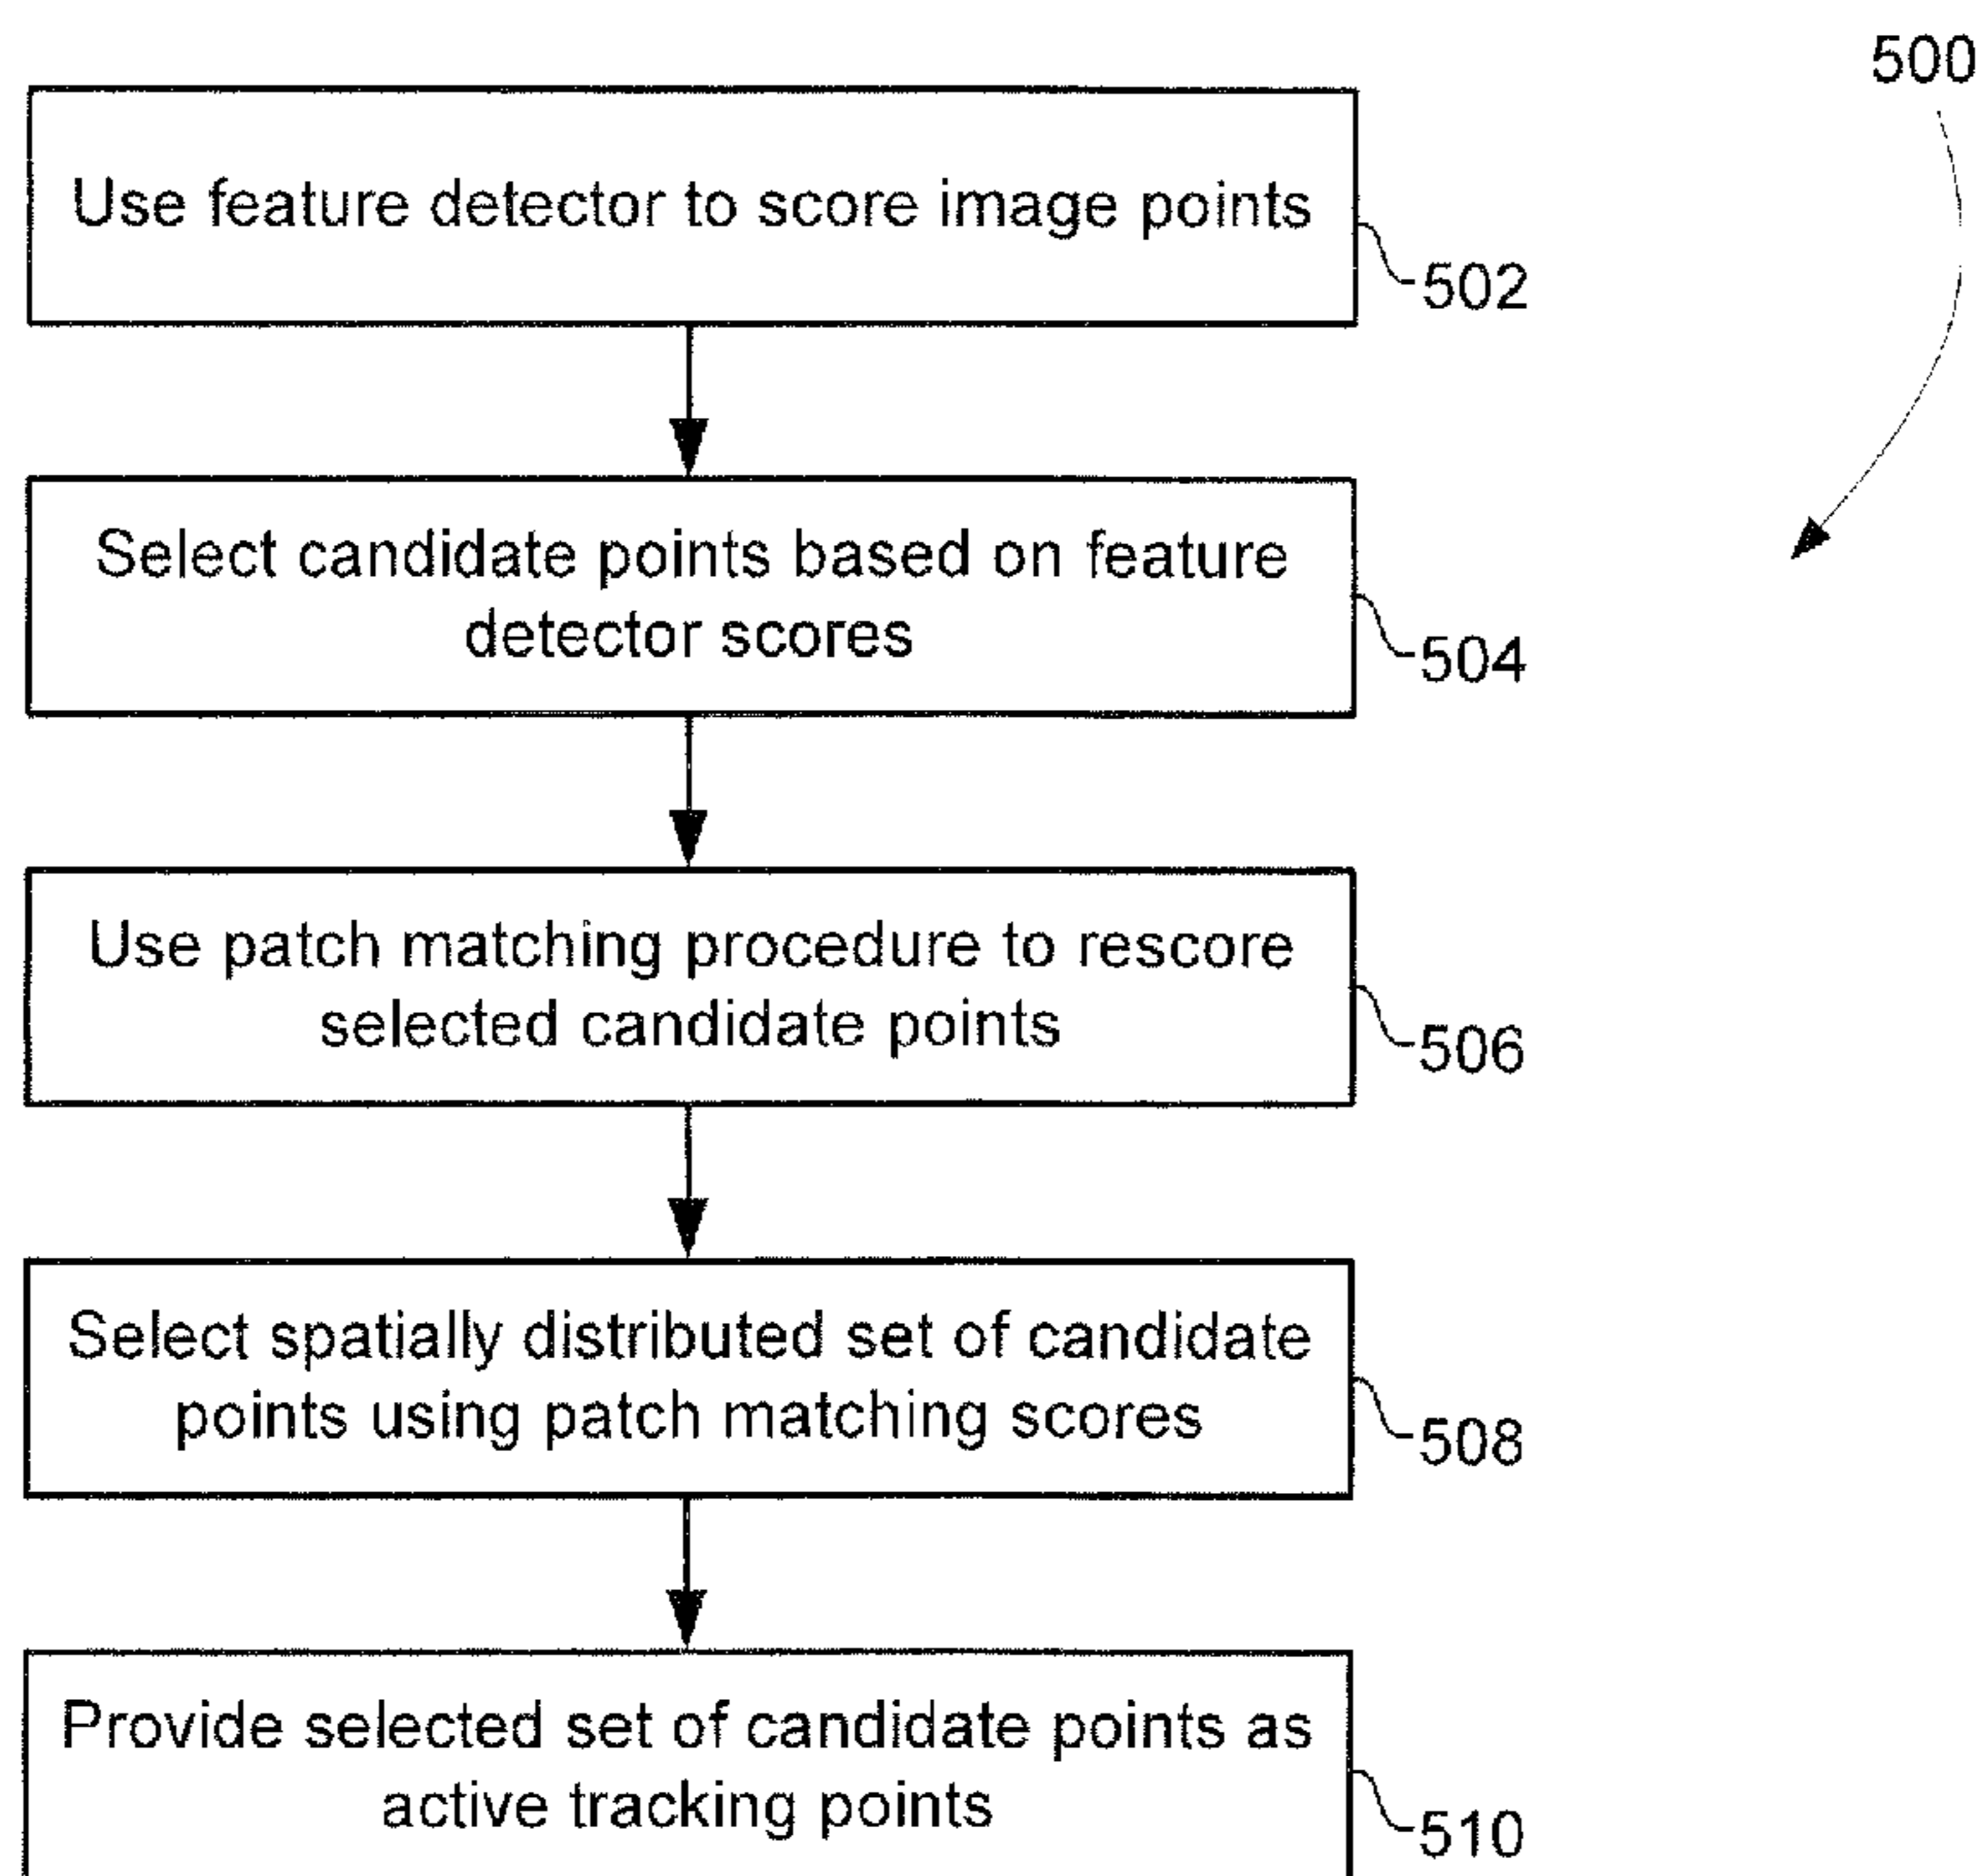 500
Use feature detector to score image points
502
Select candidate points based on feature
detector scores
504
Use patch matching procedure to rescore
selected candidate points
506
Select spatially distributed set of candidate
points using patch matching scores
508
Provide selected set of candidate points as
active tracking points
510